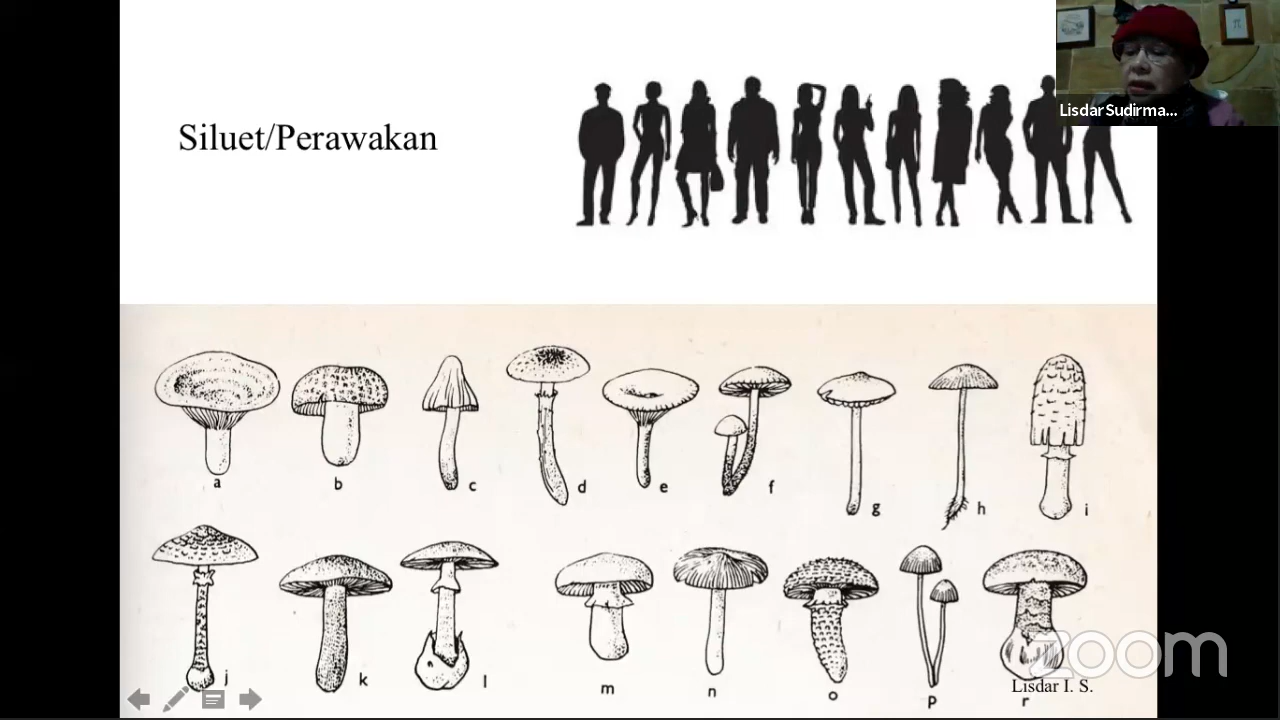 Lisdar Sudirma...
Siluet/Perawakan
a b c d e f g h i
j k l m n o p r
zoom
Lisdar I. S.